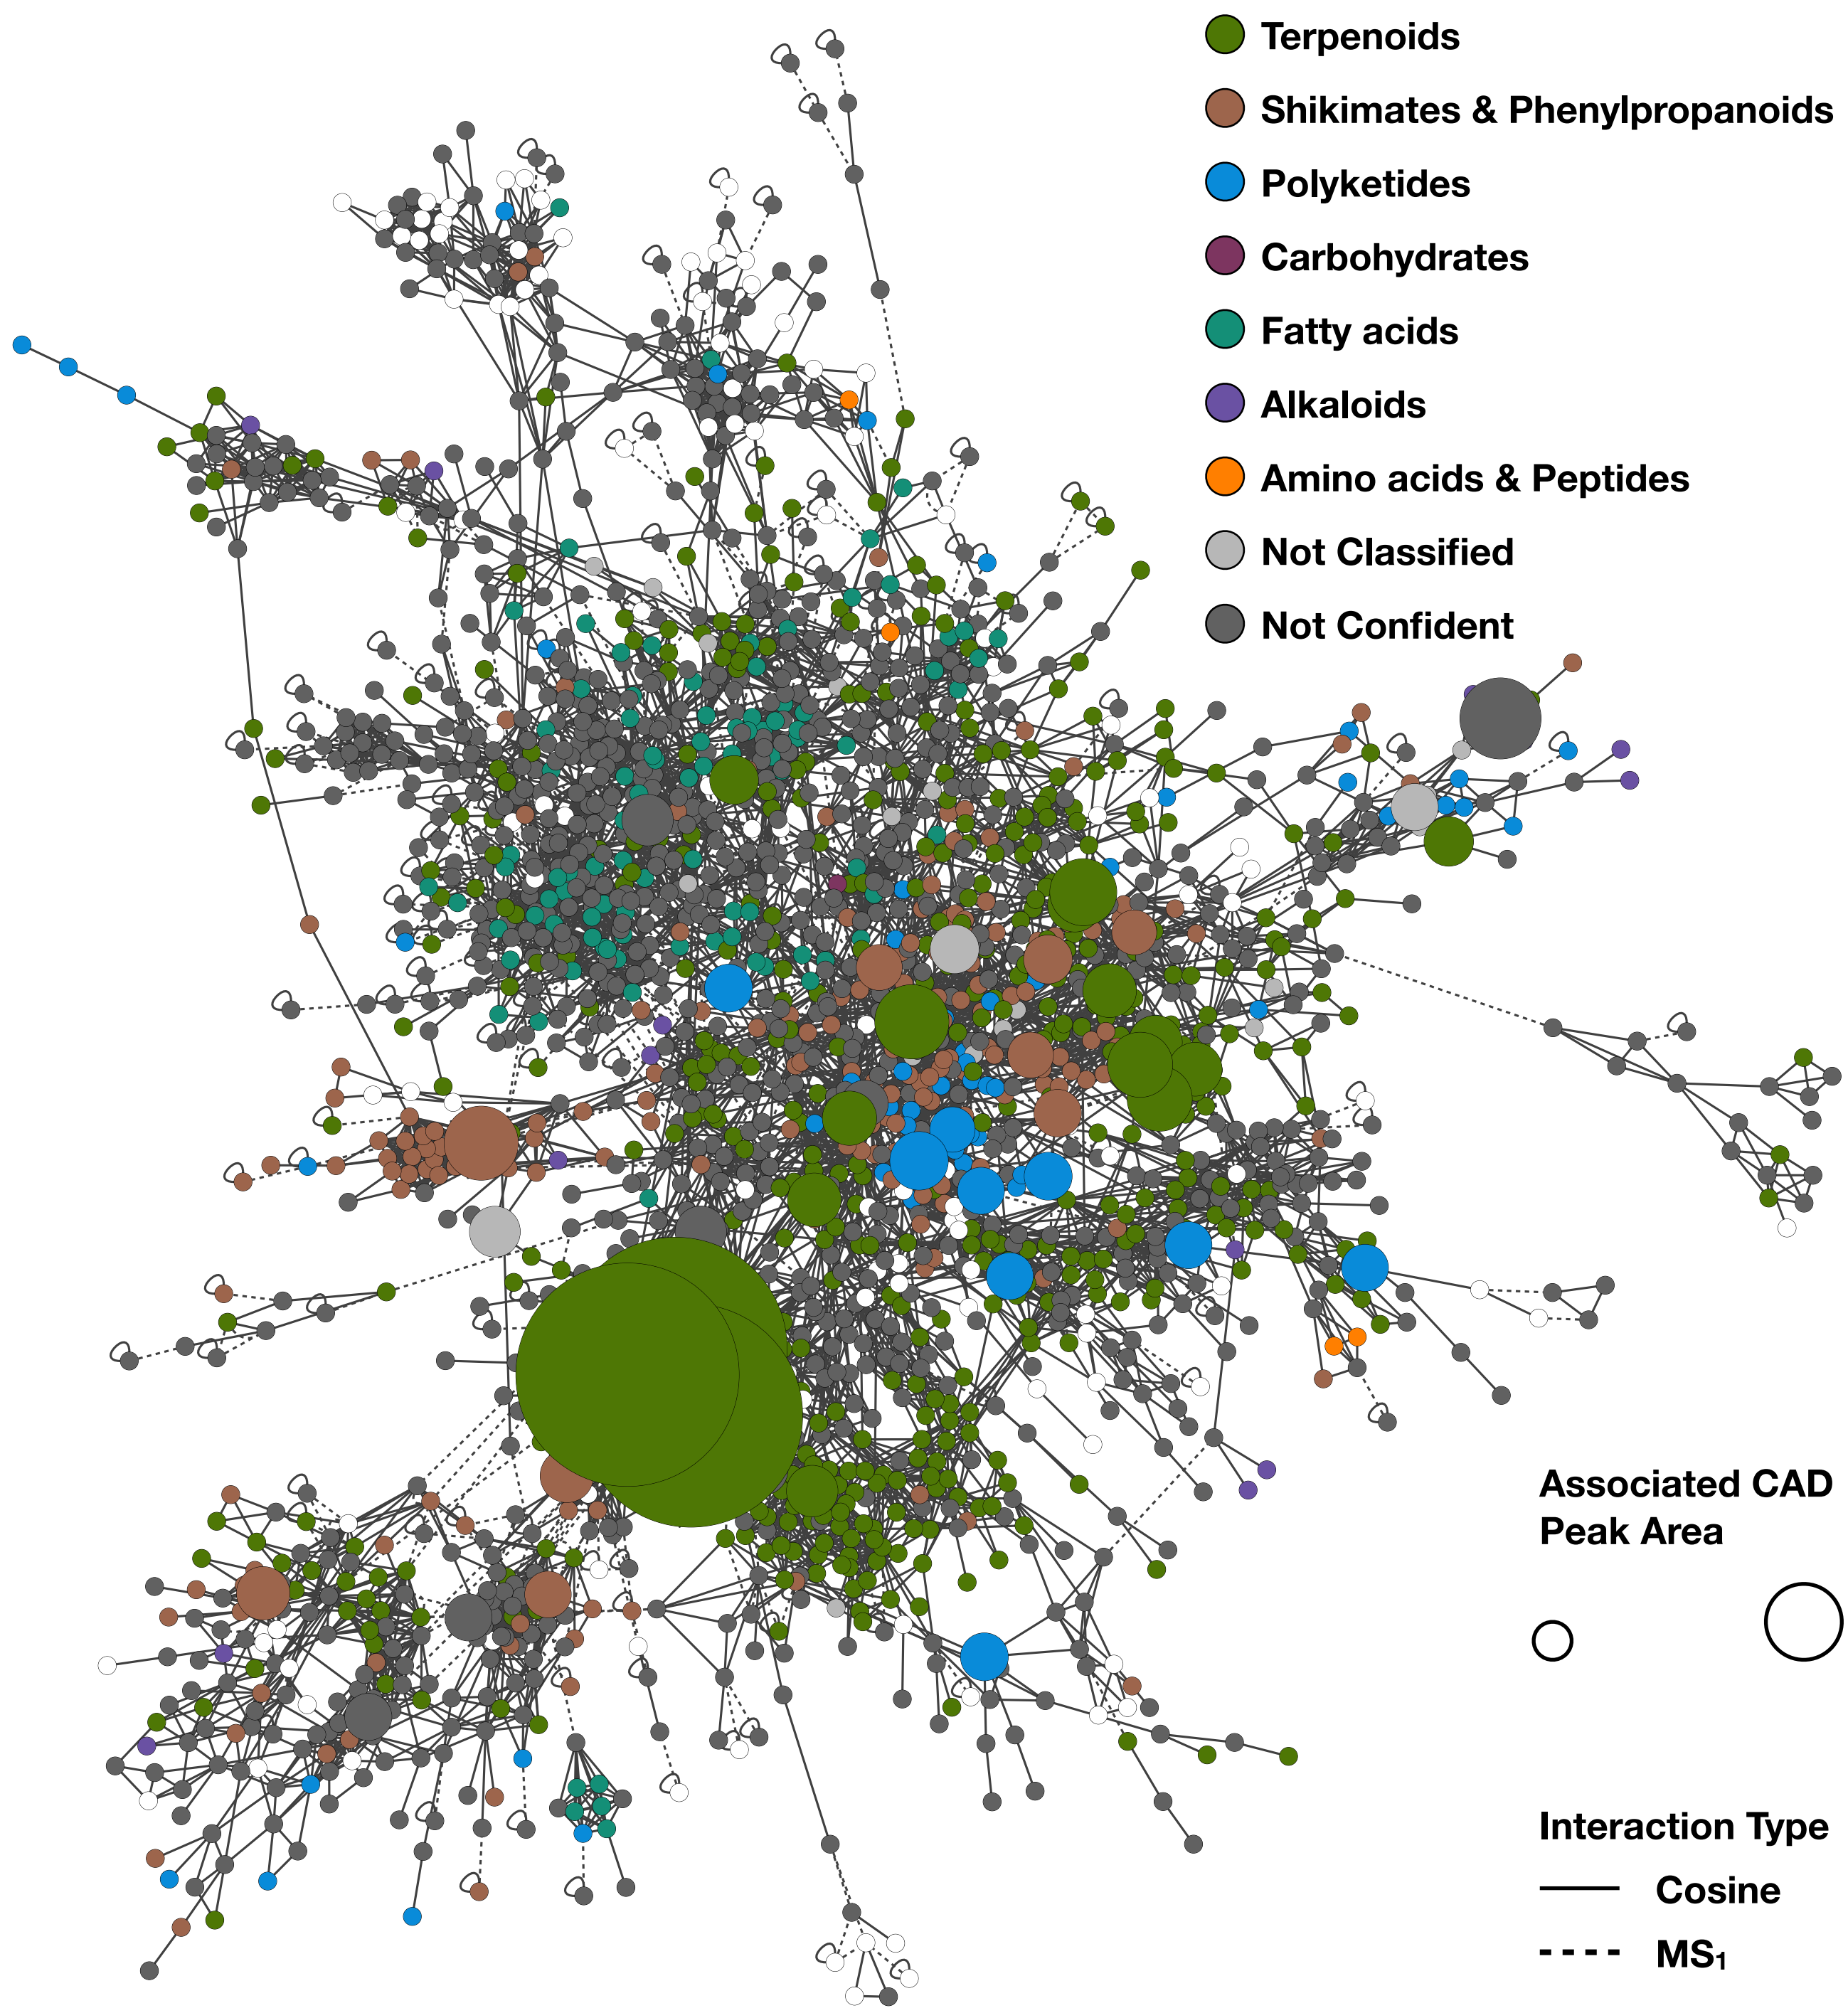 Terpenoids
Shikimates & Phenylpropanoids
Polyketides
Carbohydrates
Fatty acids
Alkaloids
Amino acids & Peptides
Not Classified
Not Confident
Associated CAD
Peak Area
Interaction Type
Cosine
MS₁